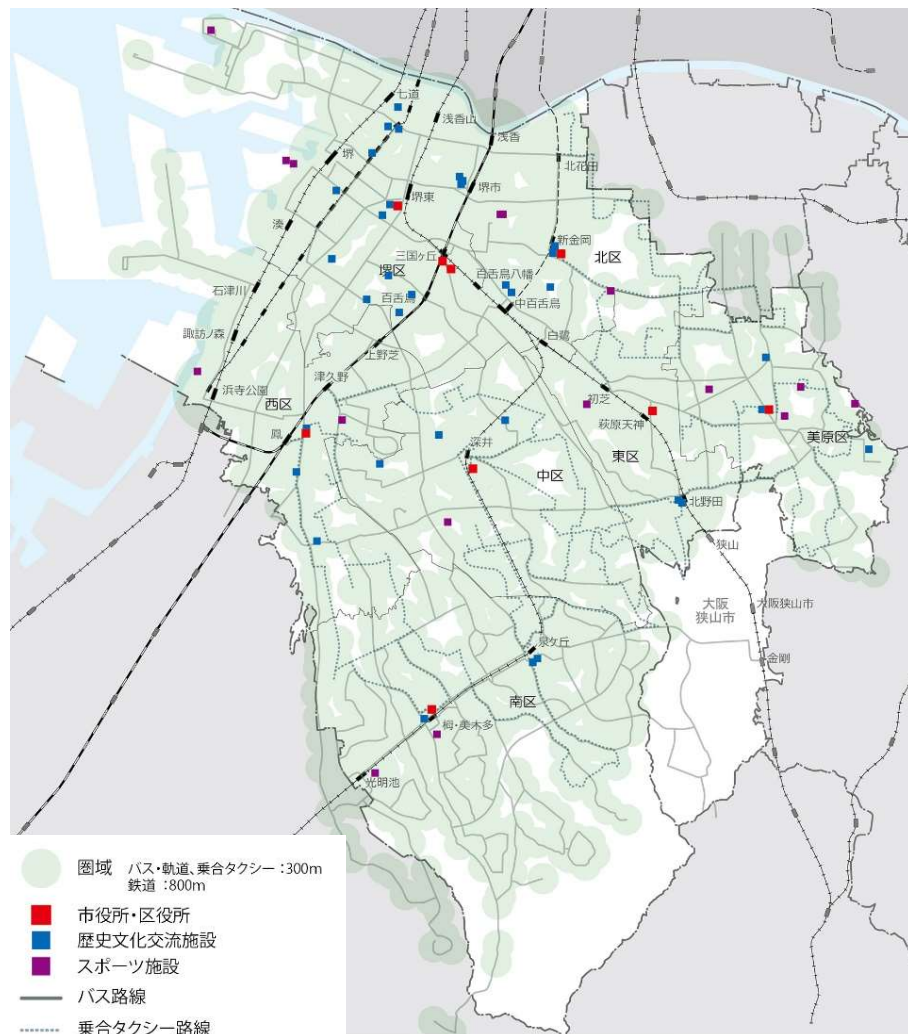 七道
浅香山
浅香
堺
北花田
堺東
堺市
湊
新金岡
三国ヶ丘
北区
堺区
百舌鳥八幡
石津川
百舌鳥
中百舌鳥
諏訪ノ森
白鷺
上野芝
浜寺公園
津久野
初芝
西区
萩原天神
鳳
美原区
深井
東区
中区
北野田
狭山
大阪
狭山市
大阪狭山市
泉ケ丘
金剛
南区
栂・美木多
光明池
圏域 バス・軌道、乗合タクシー：300m
鉄道：800m
市役所・区役所
歴史文化交流施設
スポーツ施設
バス路線
乗合タクシー路線